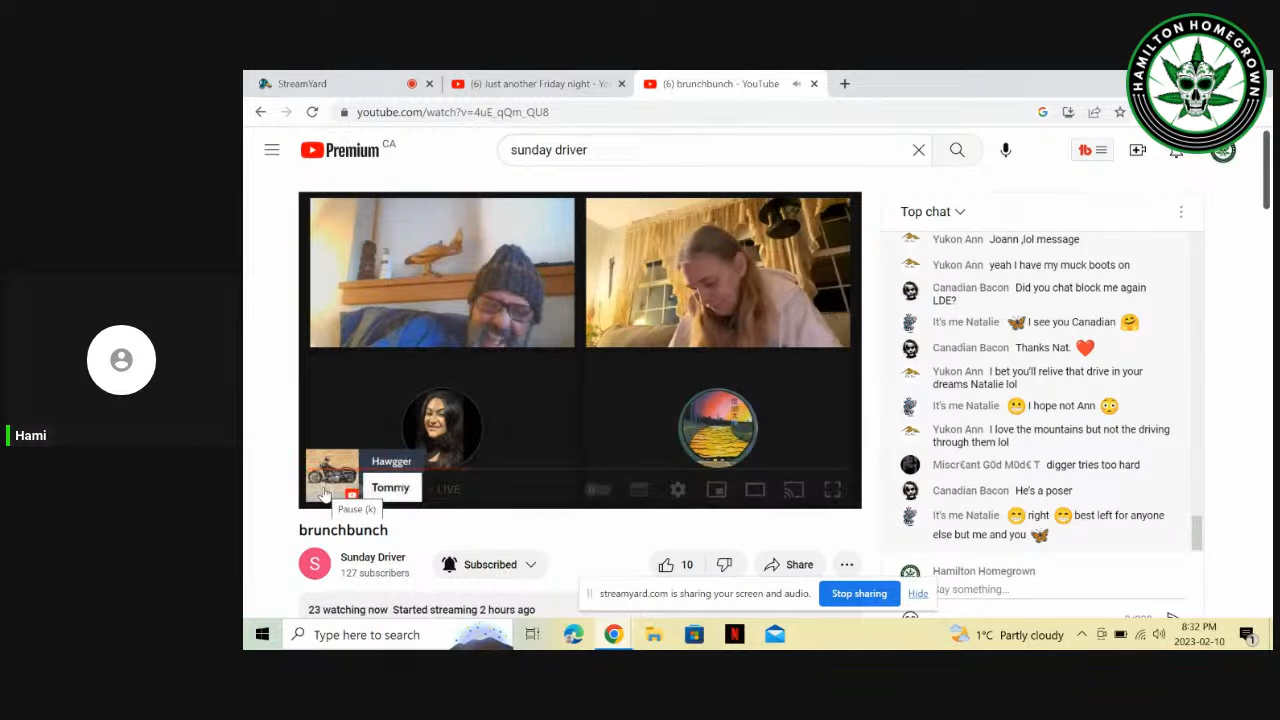 HAMILTON HOMEGROWN
StreamYard
(6) Just another Friday night - Yo
(6) brunchbunch - YouTube
youtube.com/watch?v=4uE_qQm_QU8
Premium CA
sunday driver
Top chat
Yukon Ann Joann ,lol message
Yukon Ann yeah I have my muck boots on
Canadian Bacon Did you chat block me again
LDE?
It's me Natalie 🦋 I see you Canadian 🤗
Canadian Bacon Thanks Nat. ❤️
Yukon Ann I bet you'll relive that drive in your
dreams Natalie lol
It's me Natalie 😬 I hope not Ann 😳
Yukon Ann I love the mountains but not the driving
through them lol
Miscr€ant G0d M0d€ T digger tries too hard
Canadian Bacon He's a poser
It's me Natalie 😁 right 😁 best left for anyone
else but me and you 🦋
Hamilton Homegrown
Say something...
Hami
Hawgger
Tommy
LIVE
Pause (k)
brunchbunch
S
Sunday Driver
127 subscribers
Subscribed
10
Share
23 watching now Started streaming 2 hours ago
streamyard.com is sharing your screen and audio.
Stop sharing
Hide
Type here to search
N
1°C Partly cloudy
8:32 PM
2023-02-10
1